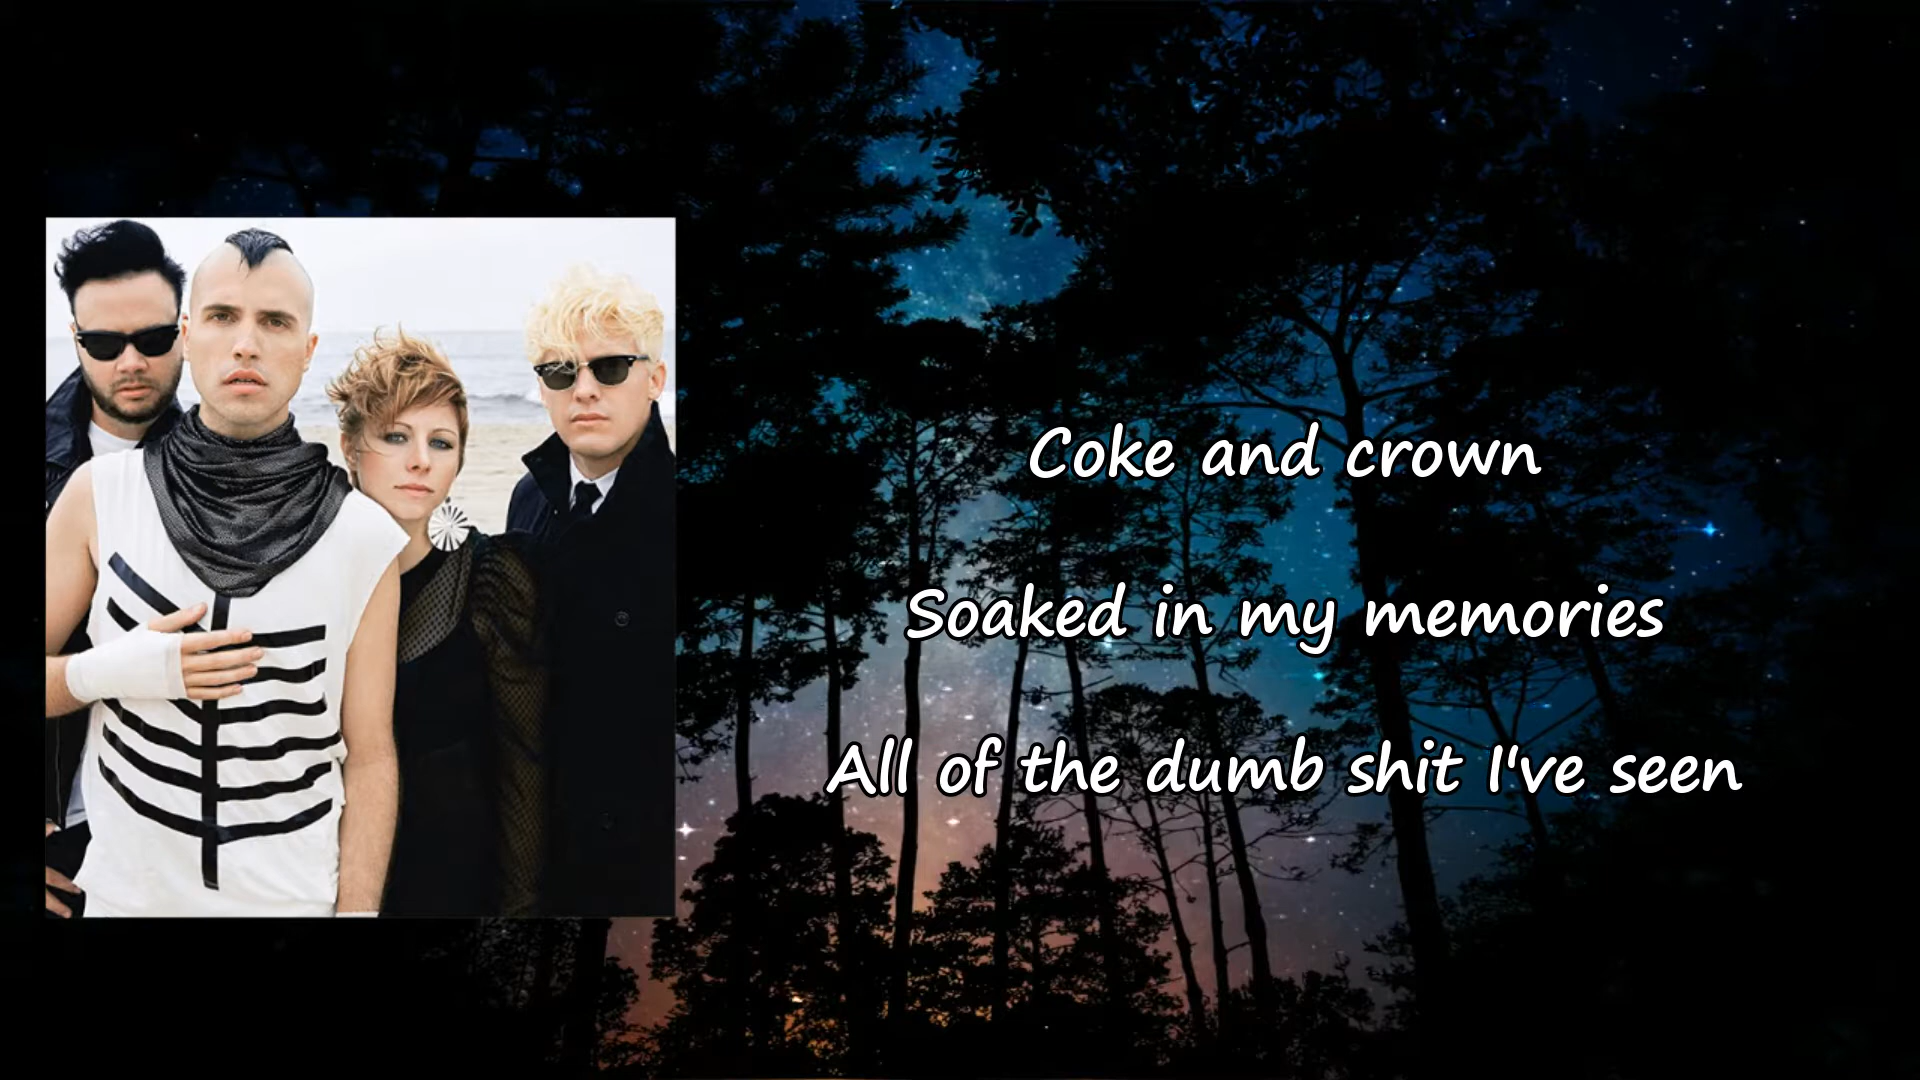 Coke and crown
Soaked in my memories
All of the dumb shit I've seen